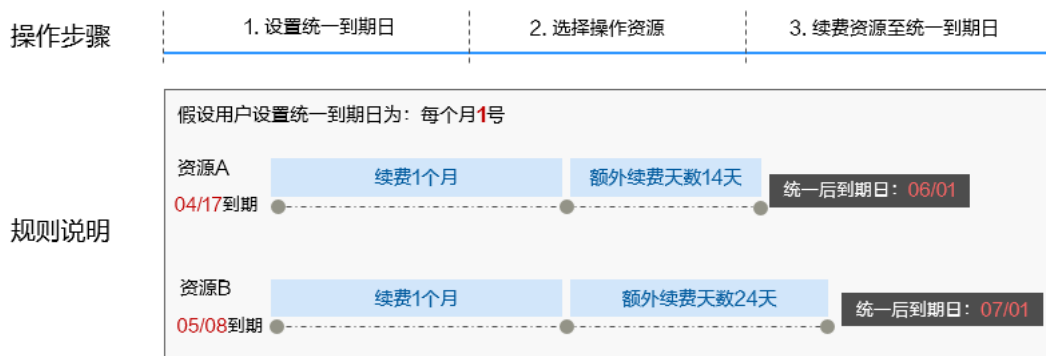 操作步骤
1. 设置统一到期日
2. 选择操作资源
3. 续费资源至统一到期日
规则说明
假设用户设置统一到期日为：每个月1号
资源A
续费1个月
额外续费天数14天
04/17到期
统一后到期日：06/01
资源B
续费1个月
额外续费天数24天
05/08到期
统一后到期日：07/01